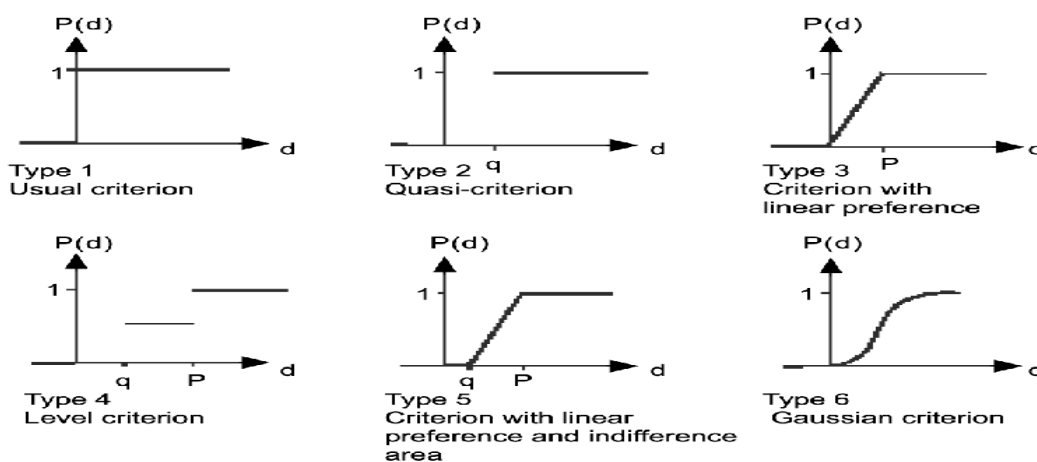 P(d)
1
d
Type 1
Usual criterion
P(d)
1
q
d
Type 2
Quasi-criterion
P(d)
1
P
d
Type 3
Criterion with
linear preference
P(d)
1
q
P
d
Type 4
Level criterion
P(d)
1
q
P
d
Type 5
Criterion with linear
preference and indifference
area
P(d)
1
Type 6
Gaussian criterion